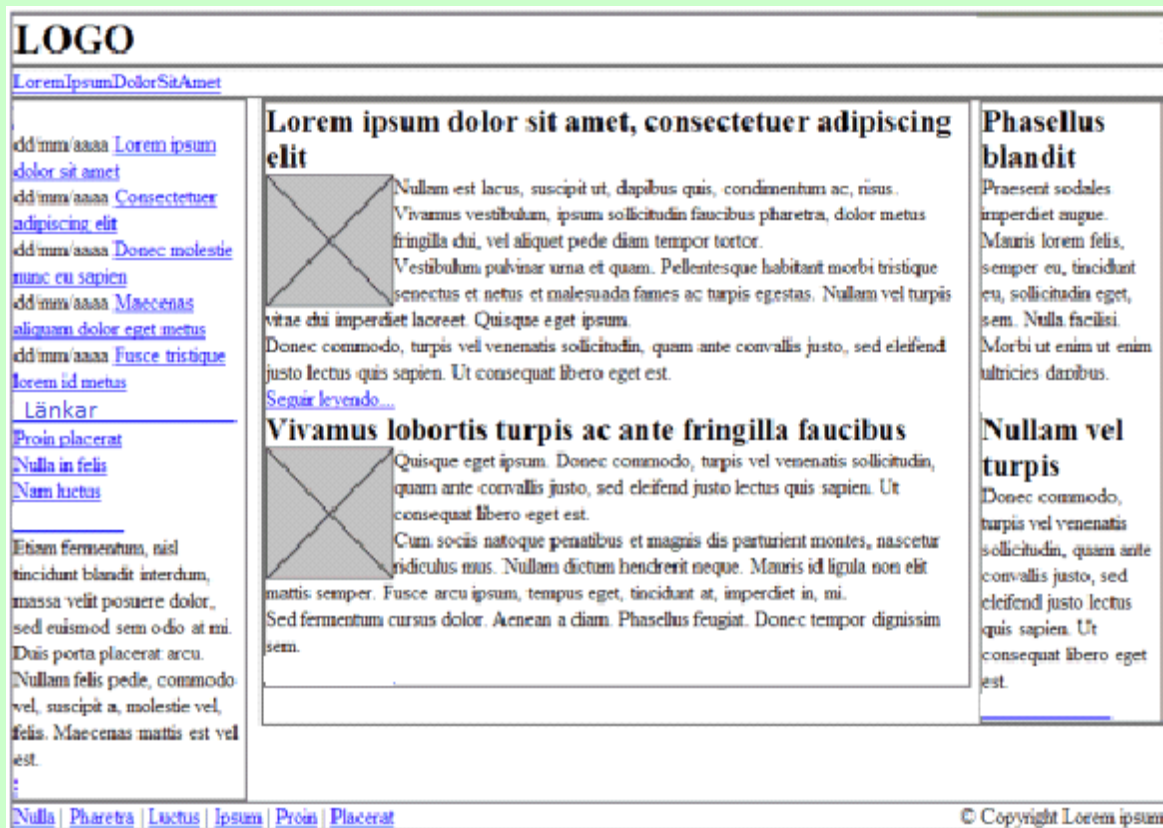 LOGO
LoremIpsumDolorSitAmet
dd/mm/aaaa Lorem ipsum
dolor sit amet
dd/mm/aaaa Consectetuer
adipiscing elit
dd/mm/aaaa Donec molestie
nunc eu sapien
dd/mm/aaaa Maecenas
aliquam dolor eget metus
dd/mm/aaaa Fusce tristique
lorem id metus
Länkar
Proin placerat
Nulla in felis
Nam luctus
Etiam fermentum, nisl
tincidunt blandit interdum,
massa velit posuere dolor,
sed euismod sem odio at mi.
Duis porta placerat arcu.
Nullam felis pede, commodo
vel, suscipit a, molestie vel,
felis. Maecenas mattis est vel
est.
Lorem ipsum dolor sit amet, consectetuer adipiscing
elit
Nullam est lacus, suscipit ut, dapibus quis, condimentum ac, risus.
Vivamus vestibulum, ipsum sollicitudin faucibus pharetra, dolor metus
fringilla dui, vel aliquet pede diam tempor tortor.
Vestibulum pulvinar urna et quam. Pellentesque habitant morbi tristique
senectus et netus et malesuada fames ac turpis egestas. Nullam vel turpis
vitae dui imperdiet laoreet. Quisque eget ipsum.
Donec commodo, turpis vel venenatis sollicitudin, quam ante convallis justo, sed eleifend
justo lectus quis sapien. Ut consequat libero eget est.
Seguir leyendo....
Vivamus lobortis turpis ac ante fringilla faucibus
Quisque eget ipsum. Donec commodo, turpis vel venenatis sollicitudin,
quam ante convallis justo, sed eleifend justo lectus quis sapien. Ut
consequat libero eget est.
Cum sociis natoque penatibus et magnis dis parturient montes, nascetur
ridiculus mus. Nullam dictum hendrerit neque. Mauris id ligula non elit
mattis semper. Fusce arcu ipsum, tempus eget, tincidunt at, imperdiet in, mi.
Sed fermentum cursus dolor. Aenean a diam. Phasellus feugiat. Donec tempor dignissim
sem.
Phasellus
blandit
Praesent sodales
imperdiet augue.
Mauris lorem felis,
semper eu, tincidunt
eu, sollicitudin eget,
sem. Nulla facilisi.
Morbi ut enim ut enim
ultricies dapibus.
Nullam vel
turpis
Donec commodo,
turpis vel venenatis
sollicitudin, quam ante
convallis justo, sed
eleifend justo lectus
quis sapien. Ut
consequat libero eget
est.
Nulla | Pharetra | Luctus | Ipsum | Proin | Placerat
© Copyright Lorem ipsum